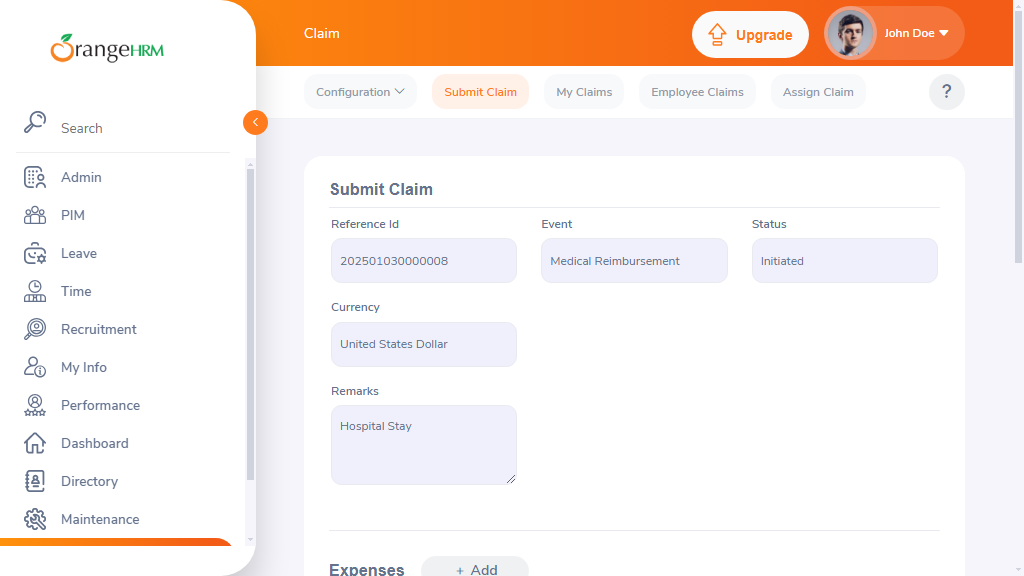 OrangeHRM
Claim
Upgrade
John Doe
Configuration
Submit Claim
My Claims
Employee Claims
Assign Claim
?
Search
Admin
PIM
Leave
Time
Recruitment
My Info
Performance
Dashboard
Directory
Maintenance
Submit Claim
Reference Id
Event
Status
202501030000008
Medical Reimbursement
Initiated
Currency
United States Dollar
Remarks
Hospital Stay
Expenses
+ Add